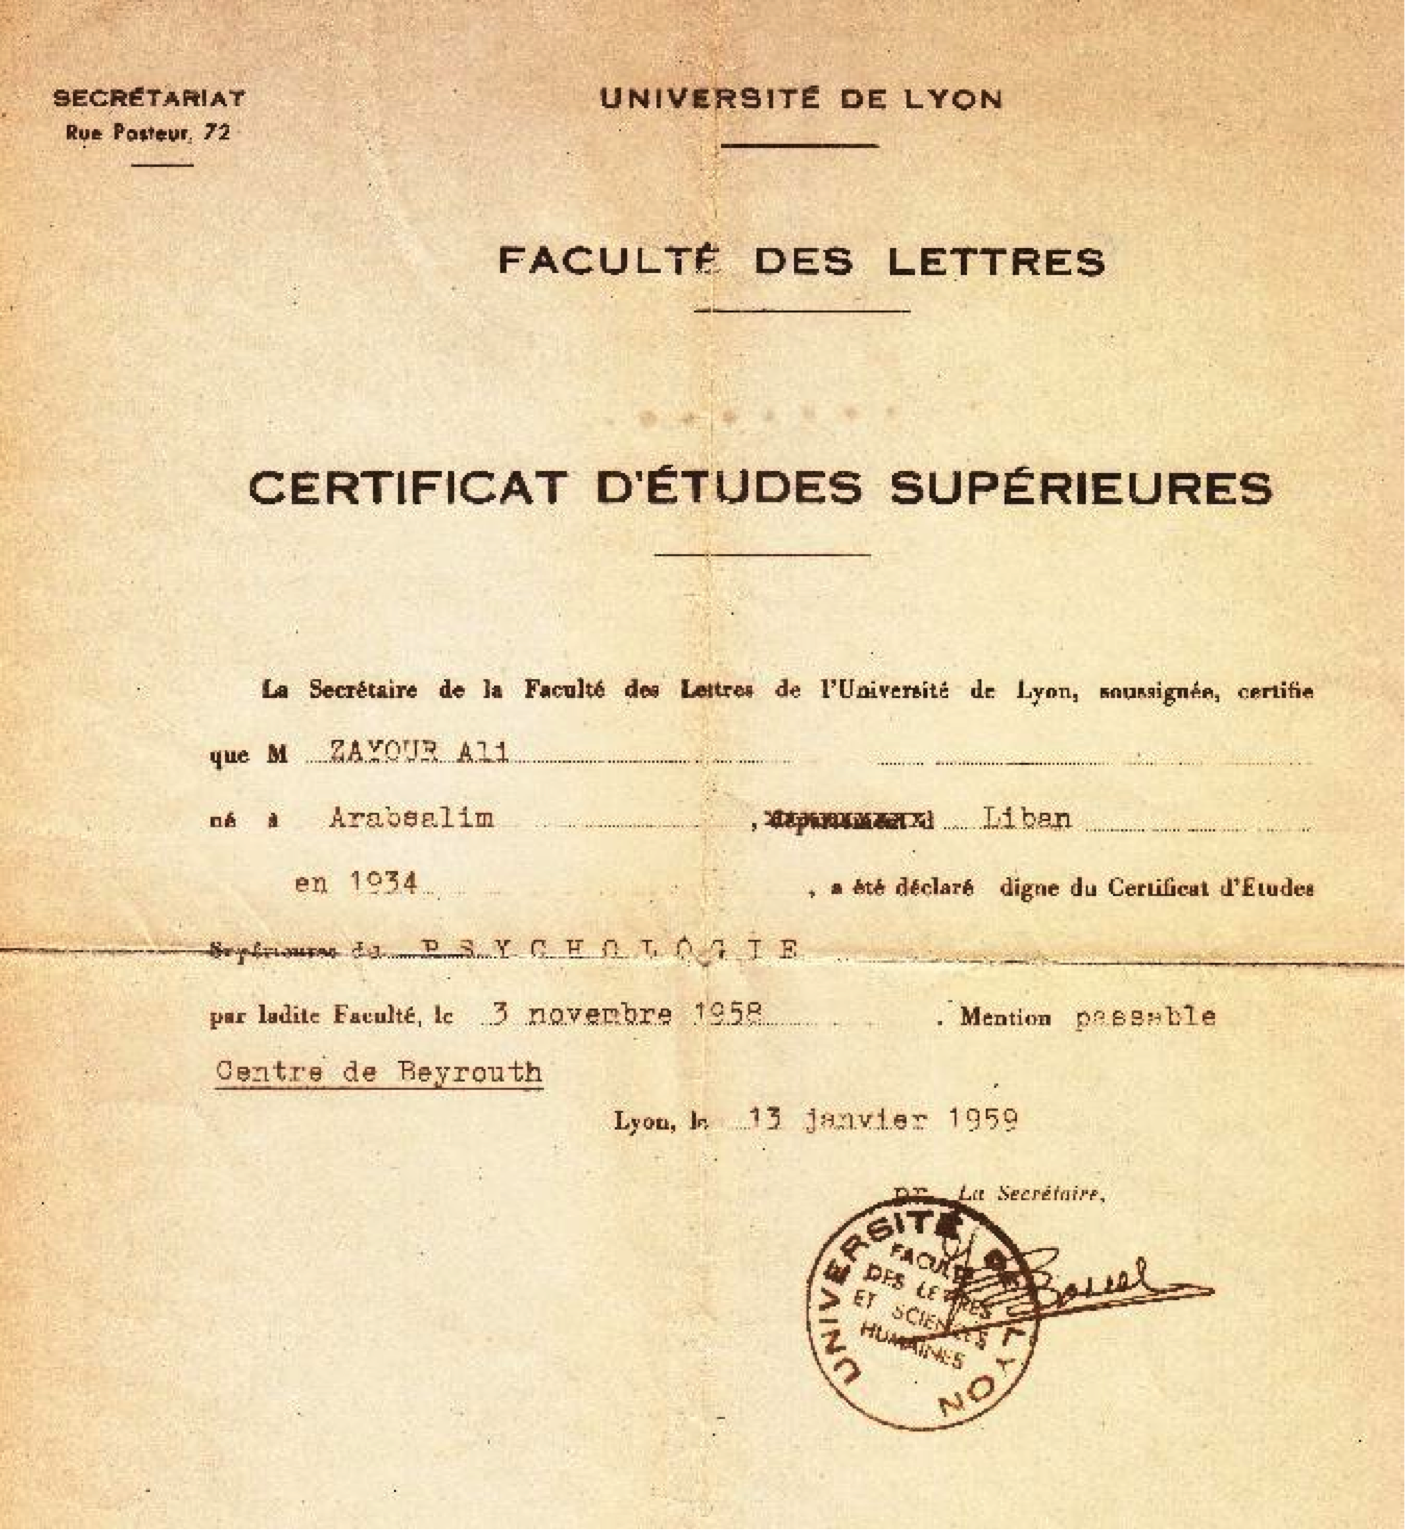 SECRÉTARIAT
Rue Pasteur, 72
UNIVERSITÉ DE LYON
FACULTÉ DES LETTRES
CERTIFICAT D'ÉTUDES SUPÉRIEURES
La Secrétaire de la Faculté des Lettres de l'Université de Lyon, soussignée, certifie
que M ZAYOUR Ali
né à Arabsalim , département d Liban
en 1934 , a été déclaré digne du Certificat d'Etudes
Supérieures de PSYCHOLOGIE
par ladite Faculté, le 3 novembre 1958 . Mention passable
Centre de Beyrouth
Lyon, le 13 janvier 1959
La Secrétaire,
UNIVERSITÉ DE LYON
FACULTÉ
DES LETTRES
ET SCIENCES
HUMAINES